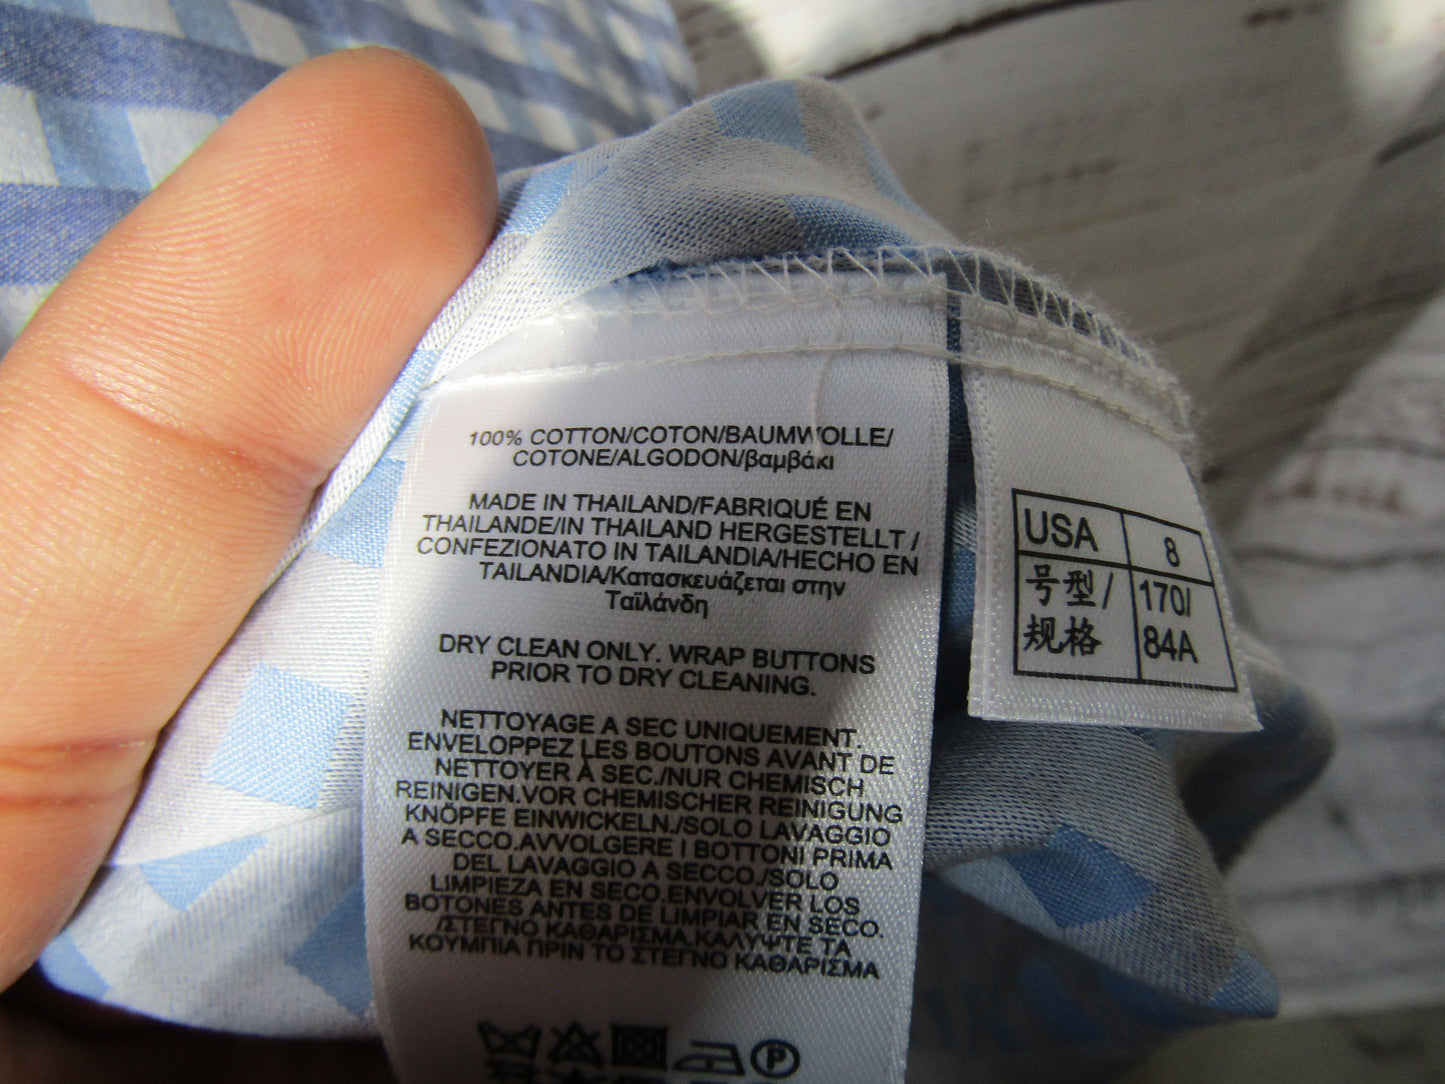 100% COTTON/COTON/BAUMWOLLE/
COTONE/ALGODON/βαμβάκι
MADE IN THAILAND/FABRIQUÉ EN
THAILANDE/IN THAILAND HERGESTELLT /
CONFEZIONATO IN TAILANDIA/HECHO EN
TAILANDIA/Κατασκευάζεται στην
Ταϊλάνδη
DRY CLEAN ONLY. WRAP BUTTONS
PRIOR TO DRY CLEANING.
NETTOYAGE A SEC UNIQUEMENT.
ENVELOPPEZ LES BOUTONS AVANT DE
NETTOYER À SEC./NUR CHEMISCH
REINIGEN.VOR CHEMISCHER REINIGUNG
KNÖPFE EINWICKELN./SOLO LAVAGGIO
A SECCO.AVVOLGERE I BOTTONI PRIMA
DEL LAVAGGIO A SECCO./SOLO
LIMPIEZA EN SECO.ENVOLVER LOS
BOTONES ANTES DE LIMPIAR EN SECO.
/ΣΤΕΓΝΟ ΚΑΘΑΡΙΣΜΑ.ΚΑΛΥΨΤΕ ΤΑ
ΚΟΥΜΠΙΑ ΠΡΙΝ ΤΟ ΣΤΕΓΝΟ ΚΑΘΑΡΙΣΜΑ
P
USA 8
号型/ 170/
规格 84A